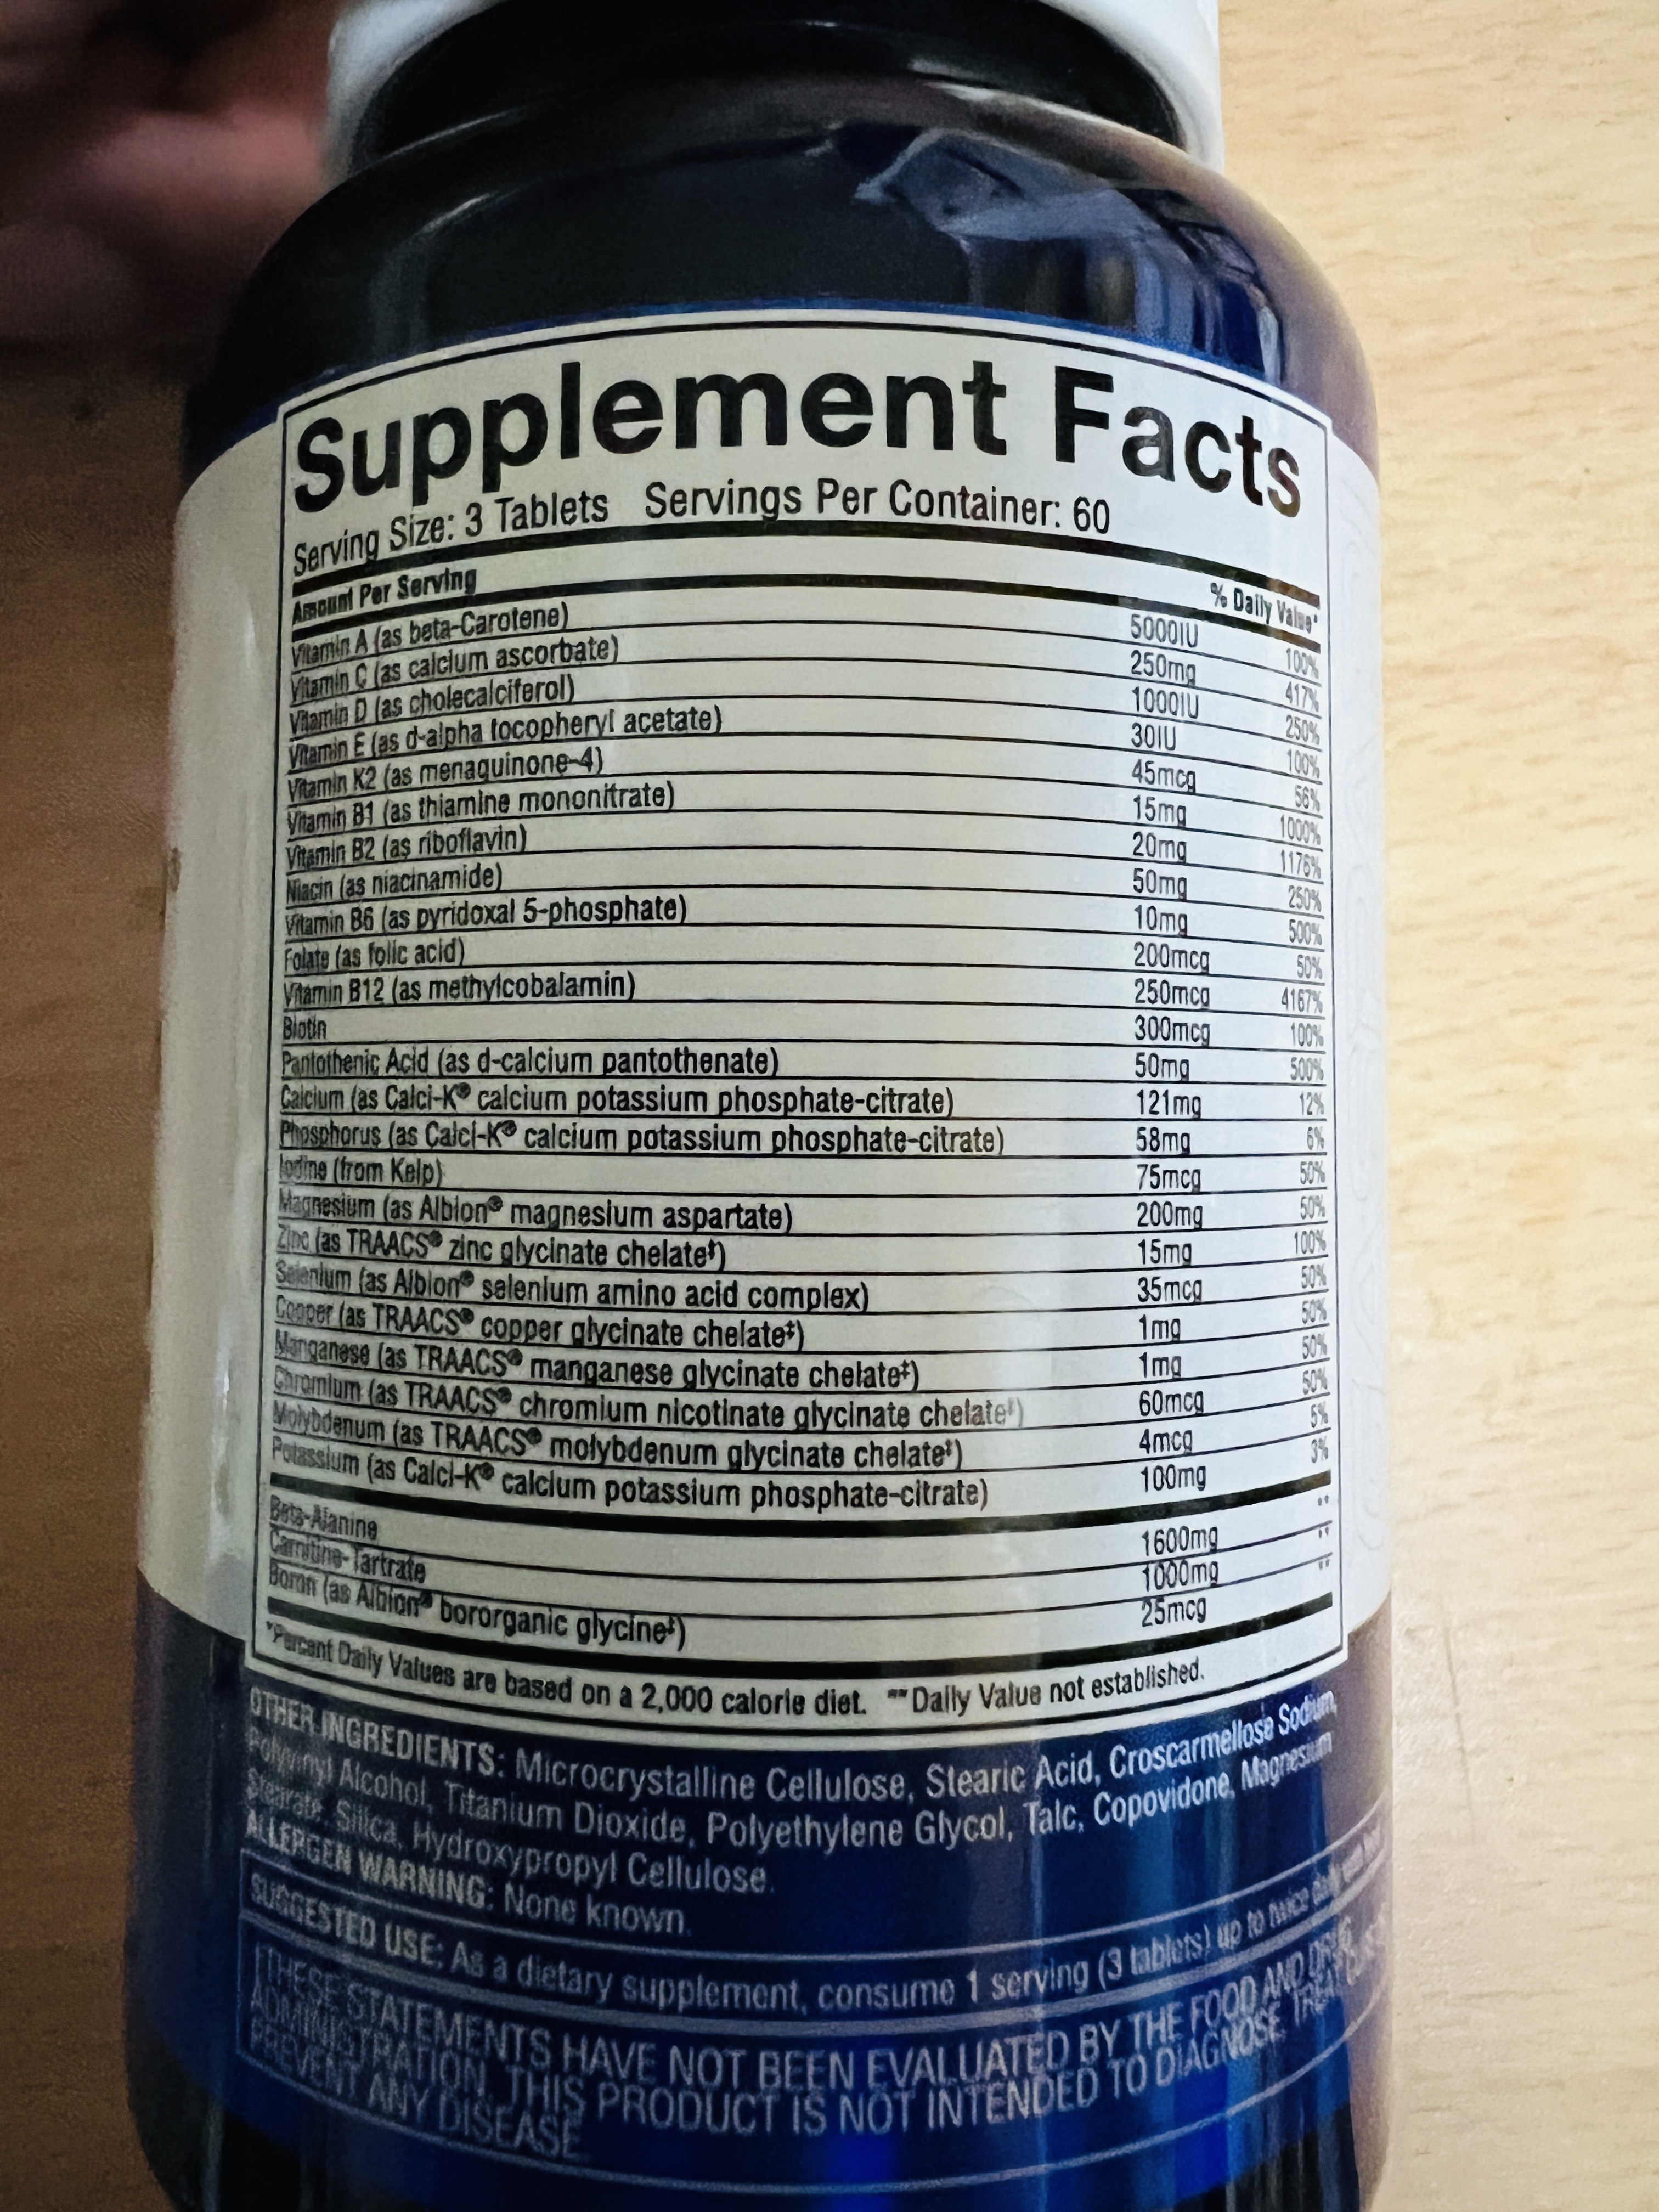 Supplement Facts
Serving Size: 3 Tablets Servings Per Container: 60
Amount Per Serving % Daily Value*
Vitamin A (as beta-Carotene) 5000IU 100%
Vitamin C (as calcium ascorbate) 250mg 417%
Vitamin D (as cholecalciferol) 1000IU 250%
Vitamin E (as d-alpha tocopheryl acetate) 30IU 100%
Vitamin K2 (as menaquinone-4) 45mcg 56%
Vitamin B1 (as thiamine mononitrate) 15mg 1000%
Vitamin B2 (as riboflavin) 20mg 1176%
Niacin (as niacinamide) 50mg 250%
Vitamin B6 (as pyridoxal 5-phosphate) 10mg 500%
Folate (as folic acid) 200mcg 50%
Vitamin B12 (as methylcobalamin) 250mcg 4167%
Biotin 300mcg 100%
Pantothenic Acid (as d-calcium pantothenate) 50mg 500%
Calcium (as Calci-K® calcium potassium phosphate-citrate) 121mg 12%
Phosphorus (as Calci-K® calcium potassium phosphate-citrate) 58mg 6%
Iodine (from Kelp) 75mcg 50%
Magnesium (as Albion® magnesium aspartate) 200mg 50%
Zinc (as TRAACS® zinc glycinate chelate‡) 15mg 100%
Selenium (as Albion® selenium amino acid complex) 35mcg 50%
Copper (as TRAACS® copper glycinate chelate‡) 1mg 50%
Manganese (as TRAACS® manganese glycinate chelate‡) 1mg 50%
Chromium (as TRAACS® chromium nicotinate glycinate chelate‡) 60mcg 50%
Molybdenum (as TRAACS® molybdenum glycinate chelate‡) 4mcg 5%
Potassium (as Calci-K® calcium potassium phosphate-citrate) 100mg 3%
Beta-Alanine 1600mg **
Carnitine-Tartrate 1000mg **
Boron (as Albion® bororganic glycine‡) 25mcg **
*Percent Daily Values are based on a 2,000 calorie diet. **Daily Value not established.
OTHER INGREDIENTS: Microcrystalline Cellulose, Stearic Acid, Croscarmellose Sodium,
Polyvinyl Alcohol, Titanium Dioxide, Polyethylene Glycol, Talc, Copovidone, Magnesium
Stearate, Silica, Hydroxypropyl Cellulose.
ALLERGEN WARNING: None known.
SUGGESTED USE: As a dietary supplement, consume 1 serving (3 tablets) up to twice daily with
†THESE STATEMENTS HAVE NOT BEEN EVALUATED BY THE FOOD AND DRUG
ADMINISTRATION. THIS PRODUCT IS NOT INTENDED TO DIAGNOSE, TREAT,
PREVENT ANY DISEASE.